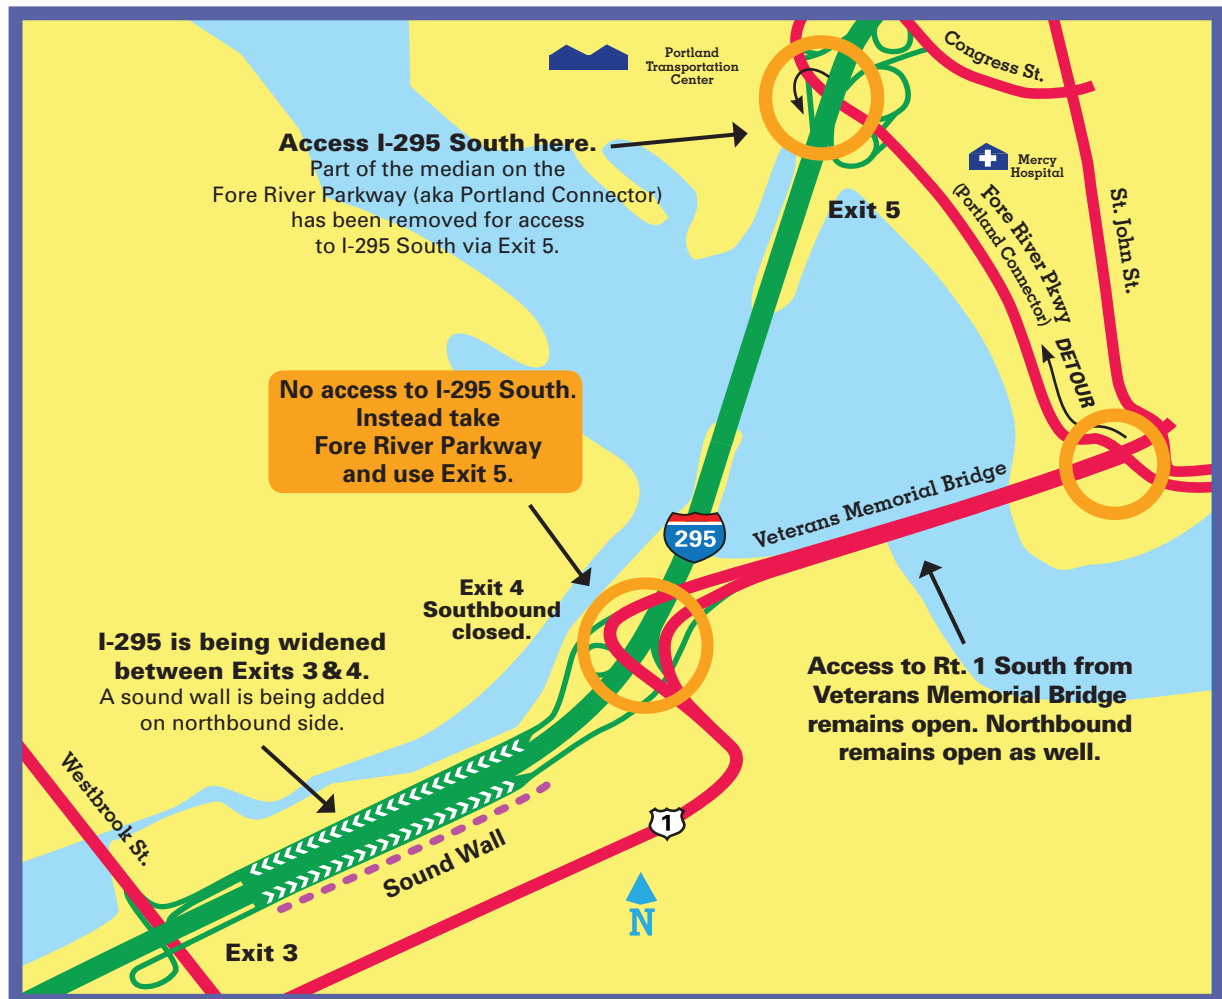 Portland
Transportation
Center
Congress St.
Access I-295 South here.
Part of the median on the
Fore River Parkway (aka Portland Connector)
has been removed for access
to I-295 South via Exit 5.
Mercy
Hospital
Exit 5
Fore River Pkwy
(Portland Connector)
St. John St.
DETOUR
No access to I-295 South.
Instead take
Fore River Parkway
and use Exit 5.
Veterans Memorial Bridge
295
Exit 4
Southbound
closed.
I-295 is being widened
between Exits 3 & 4.
A sound wall is being added
on northbound side.
Access to Rt. 1 South from
Veterans Memorial Bridge
remains open. Northbound
remains open as well.
Westbrook St.
1
Sound Wall
N
Exit 3